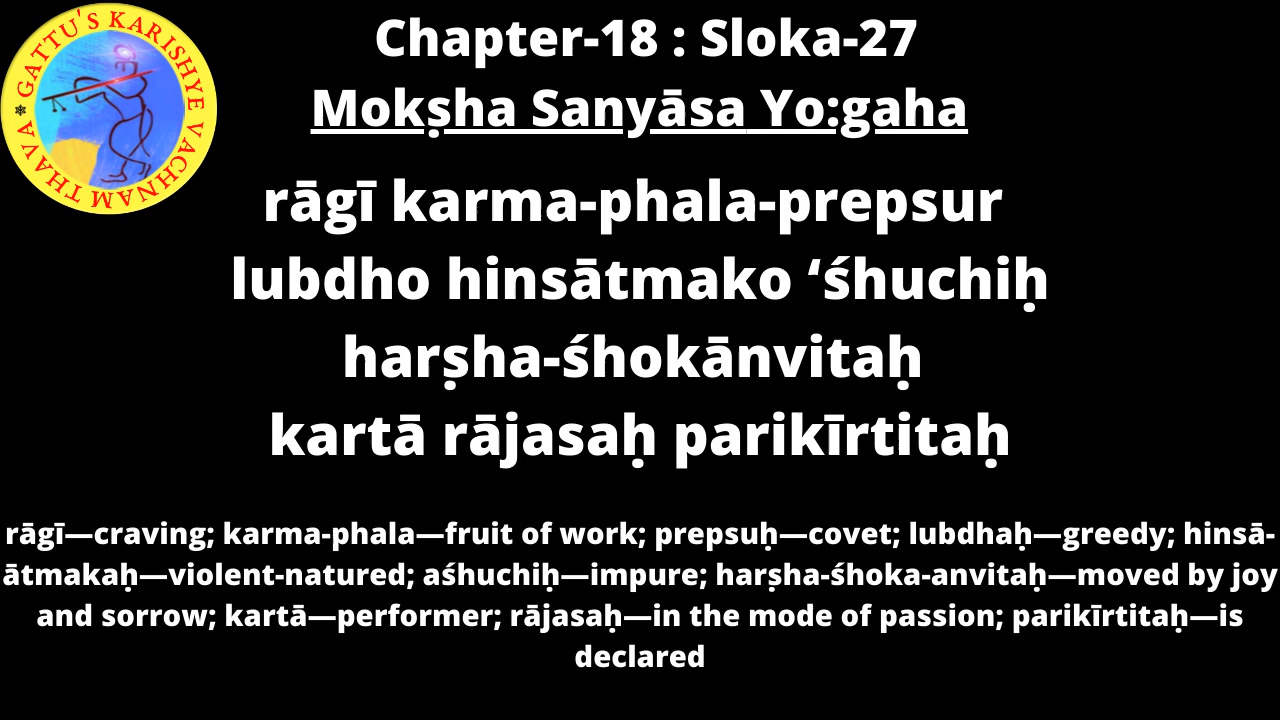 GATTU'S KARISHYE VACHNAM THAVA
Chapter-18 : Sloka-27
Mokṣha Sanyāsa Yo:gaha
rāgī karma-phala-prepsur
lubdho hinsātmako ‘śhuchiḥ
harṣha-śhokānvitaḥ
kartā rājasaḥ parikīrtitaḥ
rāgī—craving; karma-phala—fruit of work; prepsuḥ—covet; lubdhaḥ—greedy; hinsā-
ātmakaḥ—violent-natured; aśhuchiḥ—impure; harṣha-śhoka-anvitaḥ—moved by joy
and sorrow; kartā—performer; rājasaḥ—in the mode of passion; parikīrtitaḥ—is
declared